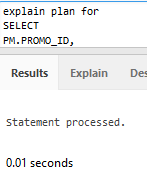 explain plan for
SELECT
PM.PROMO_ID,
Results Explain Des
Statement processed.
0.01 seconds